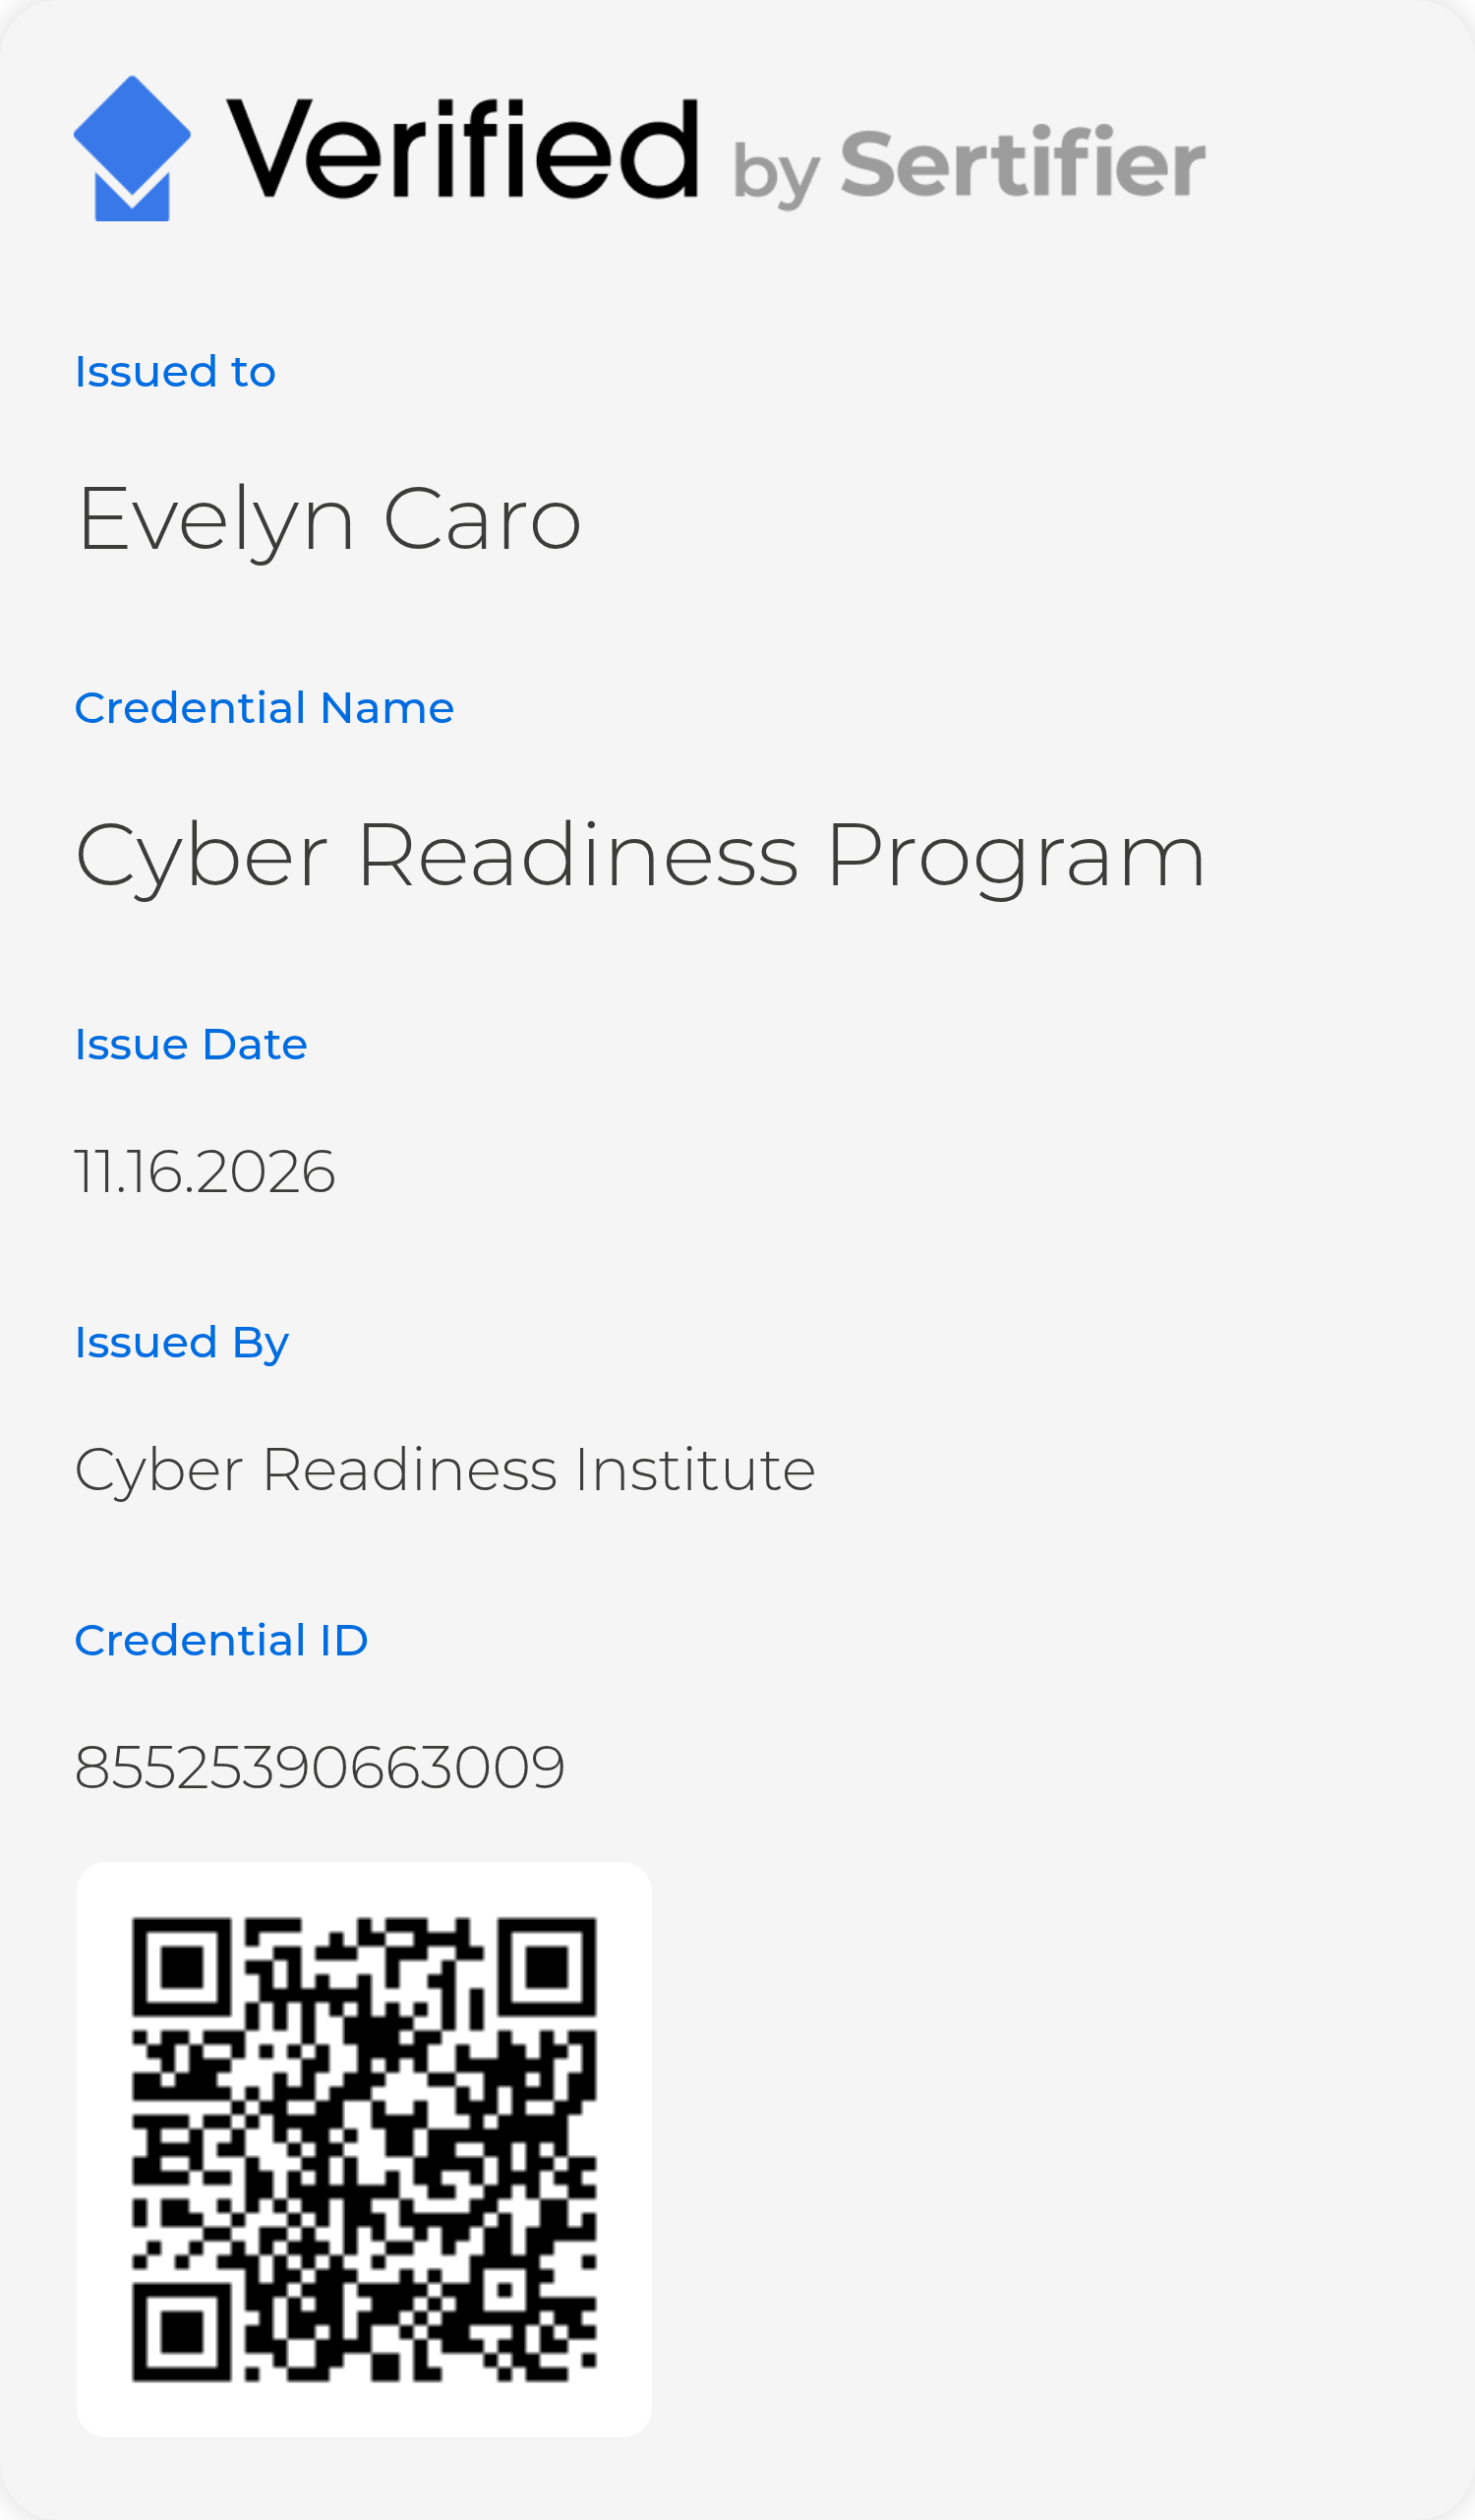 Verified by Sertifier
Issued to
Evelyn Caro
Credential Name
Cyber Readiness Program
Issue Date
11.16.2026
Issued By
Cyber Readiness Institute
Credential ID
85525390663009